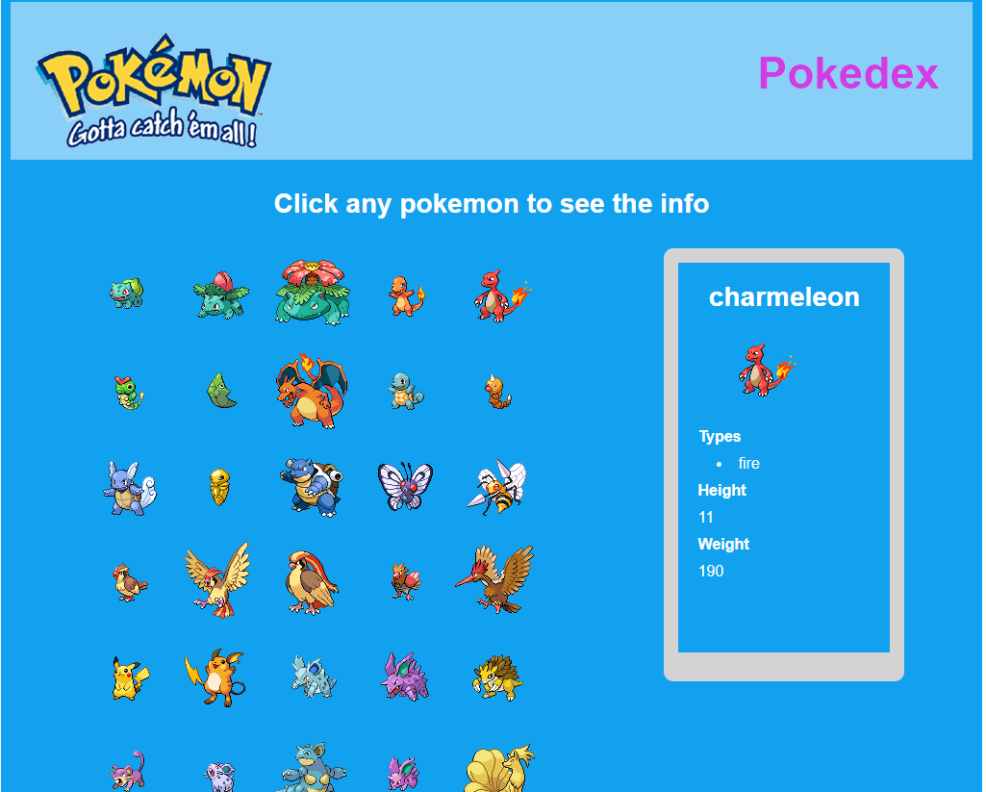 POKéMON
Gotta catch 'em all!
Pokedex
Click any pokemon to see the info
charmeleon
Types
fire
Height
11
Weight
190